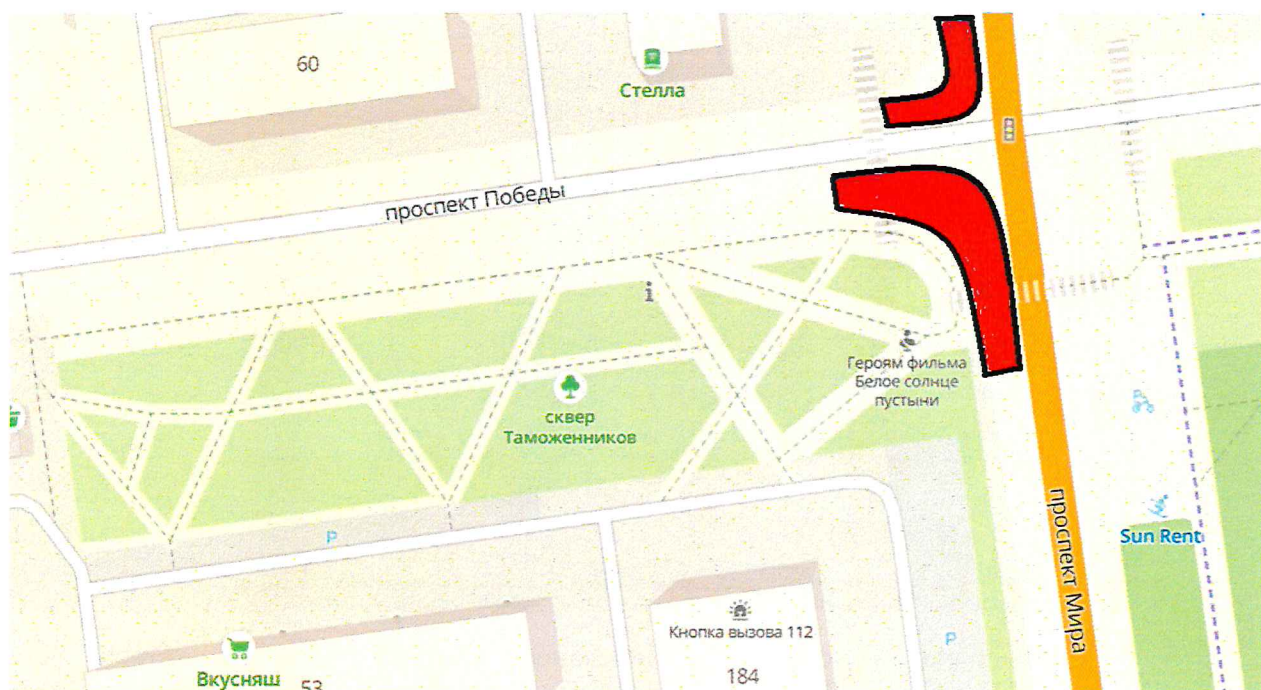 60
Стелла
проспект Победы
Героям фильма
Белое солнце
пустыни
сквер
Таможенников
P
проспект Мира
Sun Rent
Кнопка вызова 112
P
Вкусняш
53
184